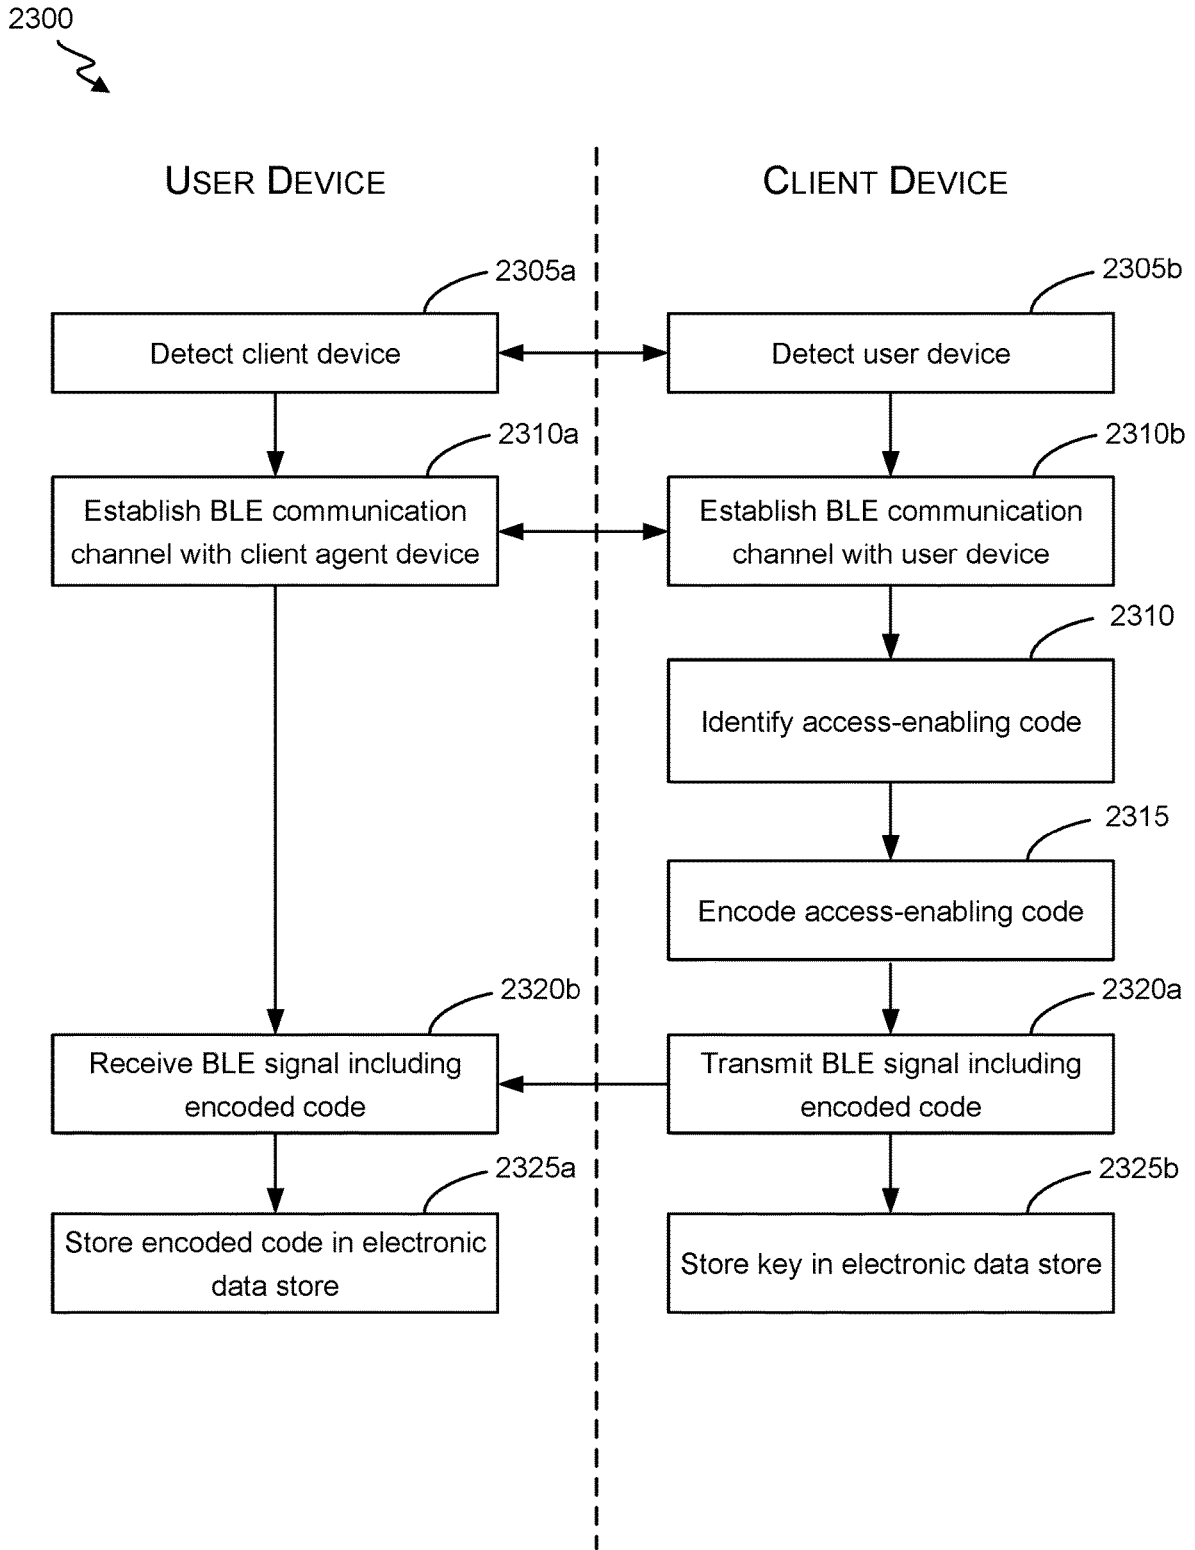 2300
USER DEVICE
CLIENT DEVICE
2305a
2305b
Detect client device
Detect user device
2310a
2310b
Establish BLE communication
channel with client agent device
Establish BLE communication
channel with user device
2310
Identify access-enabling code
2315
Encode access-enabling code
2320b
2320a
Receive BLE signal including
encoded code
Transmit BLE signal including
encoded code
2325a
2325b
Store encoded code in electronic
data store
Store key in electronic data store